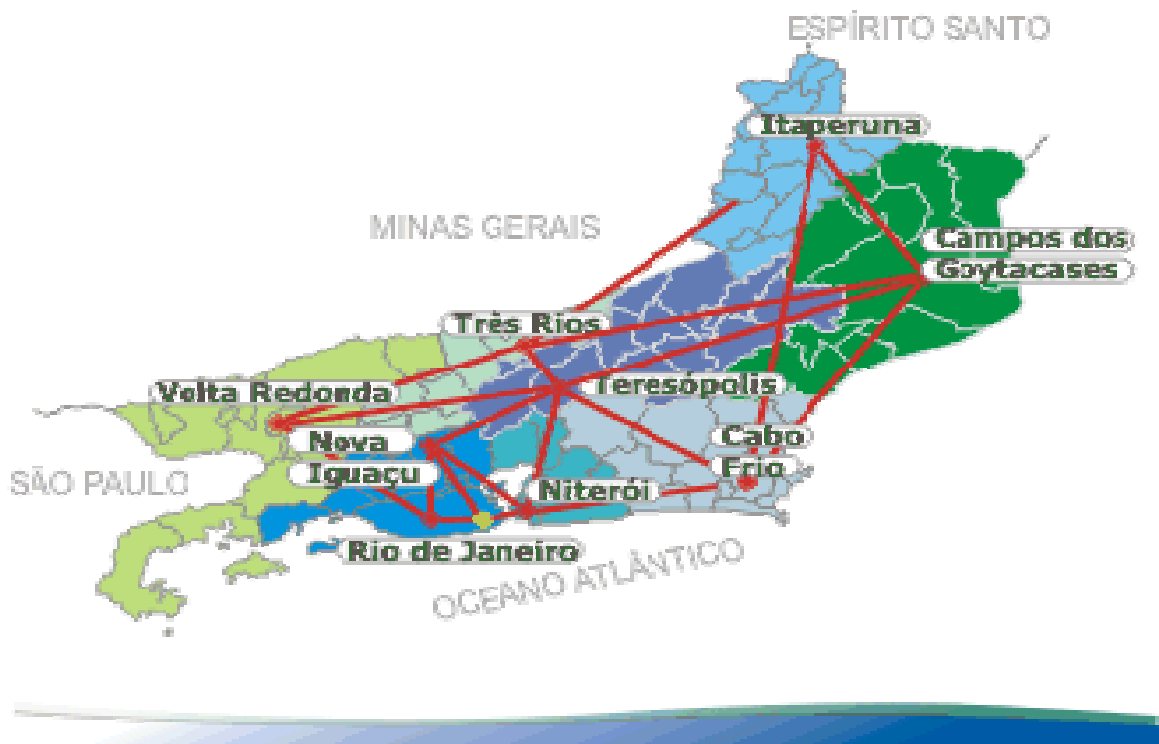 ESPÍRITO SANTO
Itaperuna
MINAS GERAIS
Campos dos
Goytacases
Três Rios
Volta Redonda
Teresópolis
Nova
Iguaçu
Cabo
Frio
SÃO PAULO
Niterói
Rio de Janeiro
OCEANO ATLÂNTICO